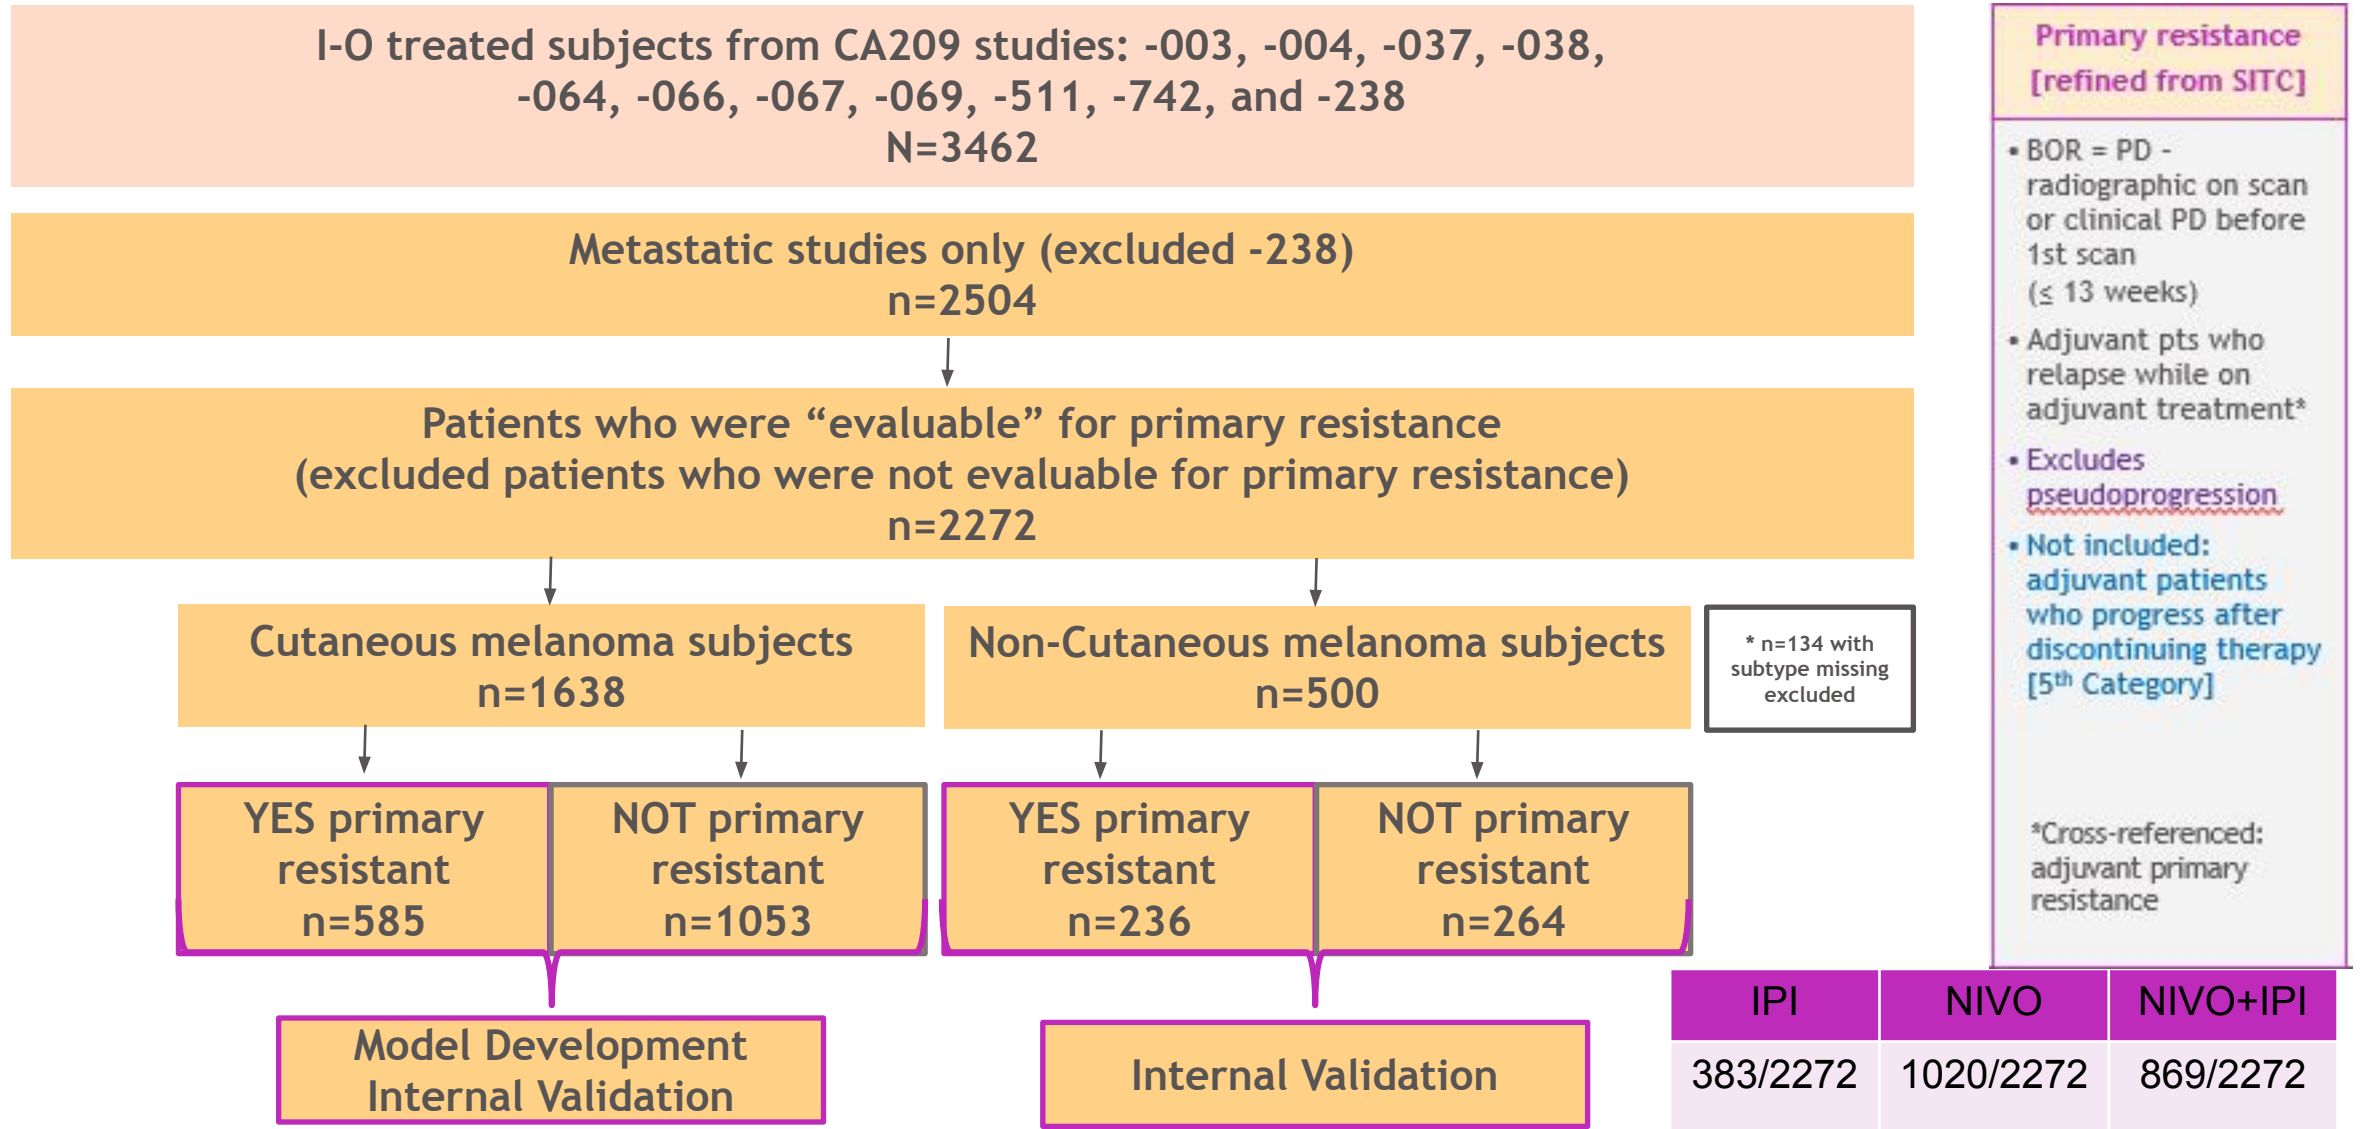 I-O treated subjects from CA209 studies: -003, -004, -037, -038,
-064, -066, -067, -069, -511, -742, and -238
N=3462
Metastatic studies only (excluded -238)
n=2504
Patients who were “evaluable” for primary resistance
(excluded patients who were not evaluable for primary resistance)
n=2272
Cutaneous melanoma subjects
n=1638
Non-Cutaneous melanoma subjects
n=500
* n=134 with
subtype missing
excluded
YES primary
resistant
n=585
NOT primary
resistant
n=1053
YES primary
resistant
n=236
NOT primary
resistant
n=264
Model Development
Internal Validation
Internal Validation
Primary resistance
[refined from SITC]
• BOR = PD -
radiographic on scan
or clinical PD before
1st scan
(≤ 13 weeks)
• Adjuvant pts who
relapse while on
adjuvant treatment*
• Excludes
pseudoprogression
• Not included:
adjuvant patients
who progress after
discontinuing therapy
[5th Category]
*Cross-referenced:
adjuvant primary
resistance
IPI NIVO NIVO+IPI
383/2272 1020/2272 869/2272